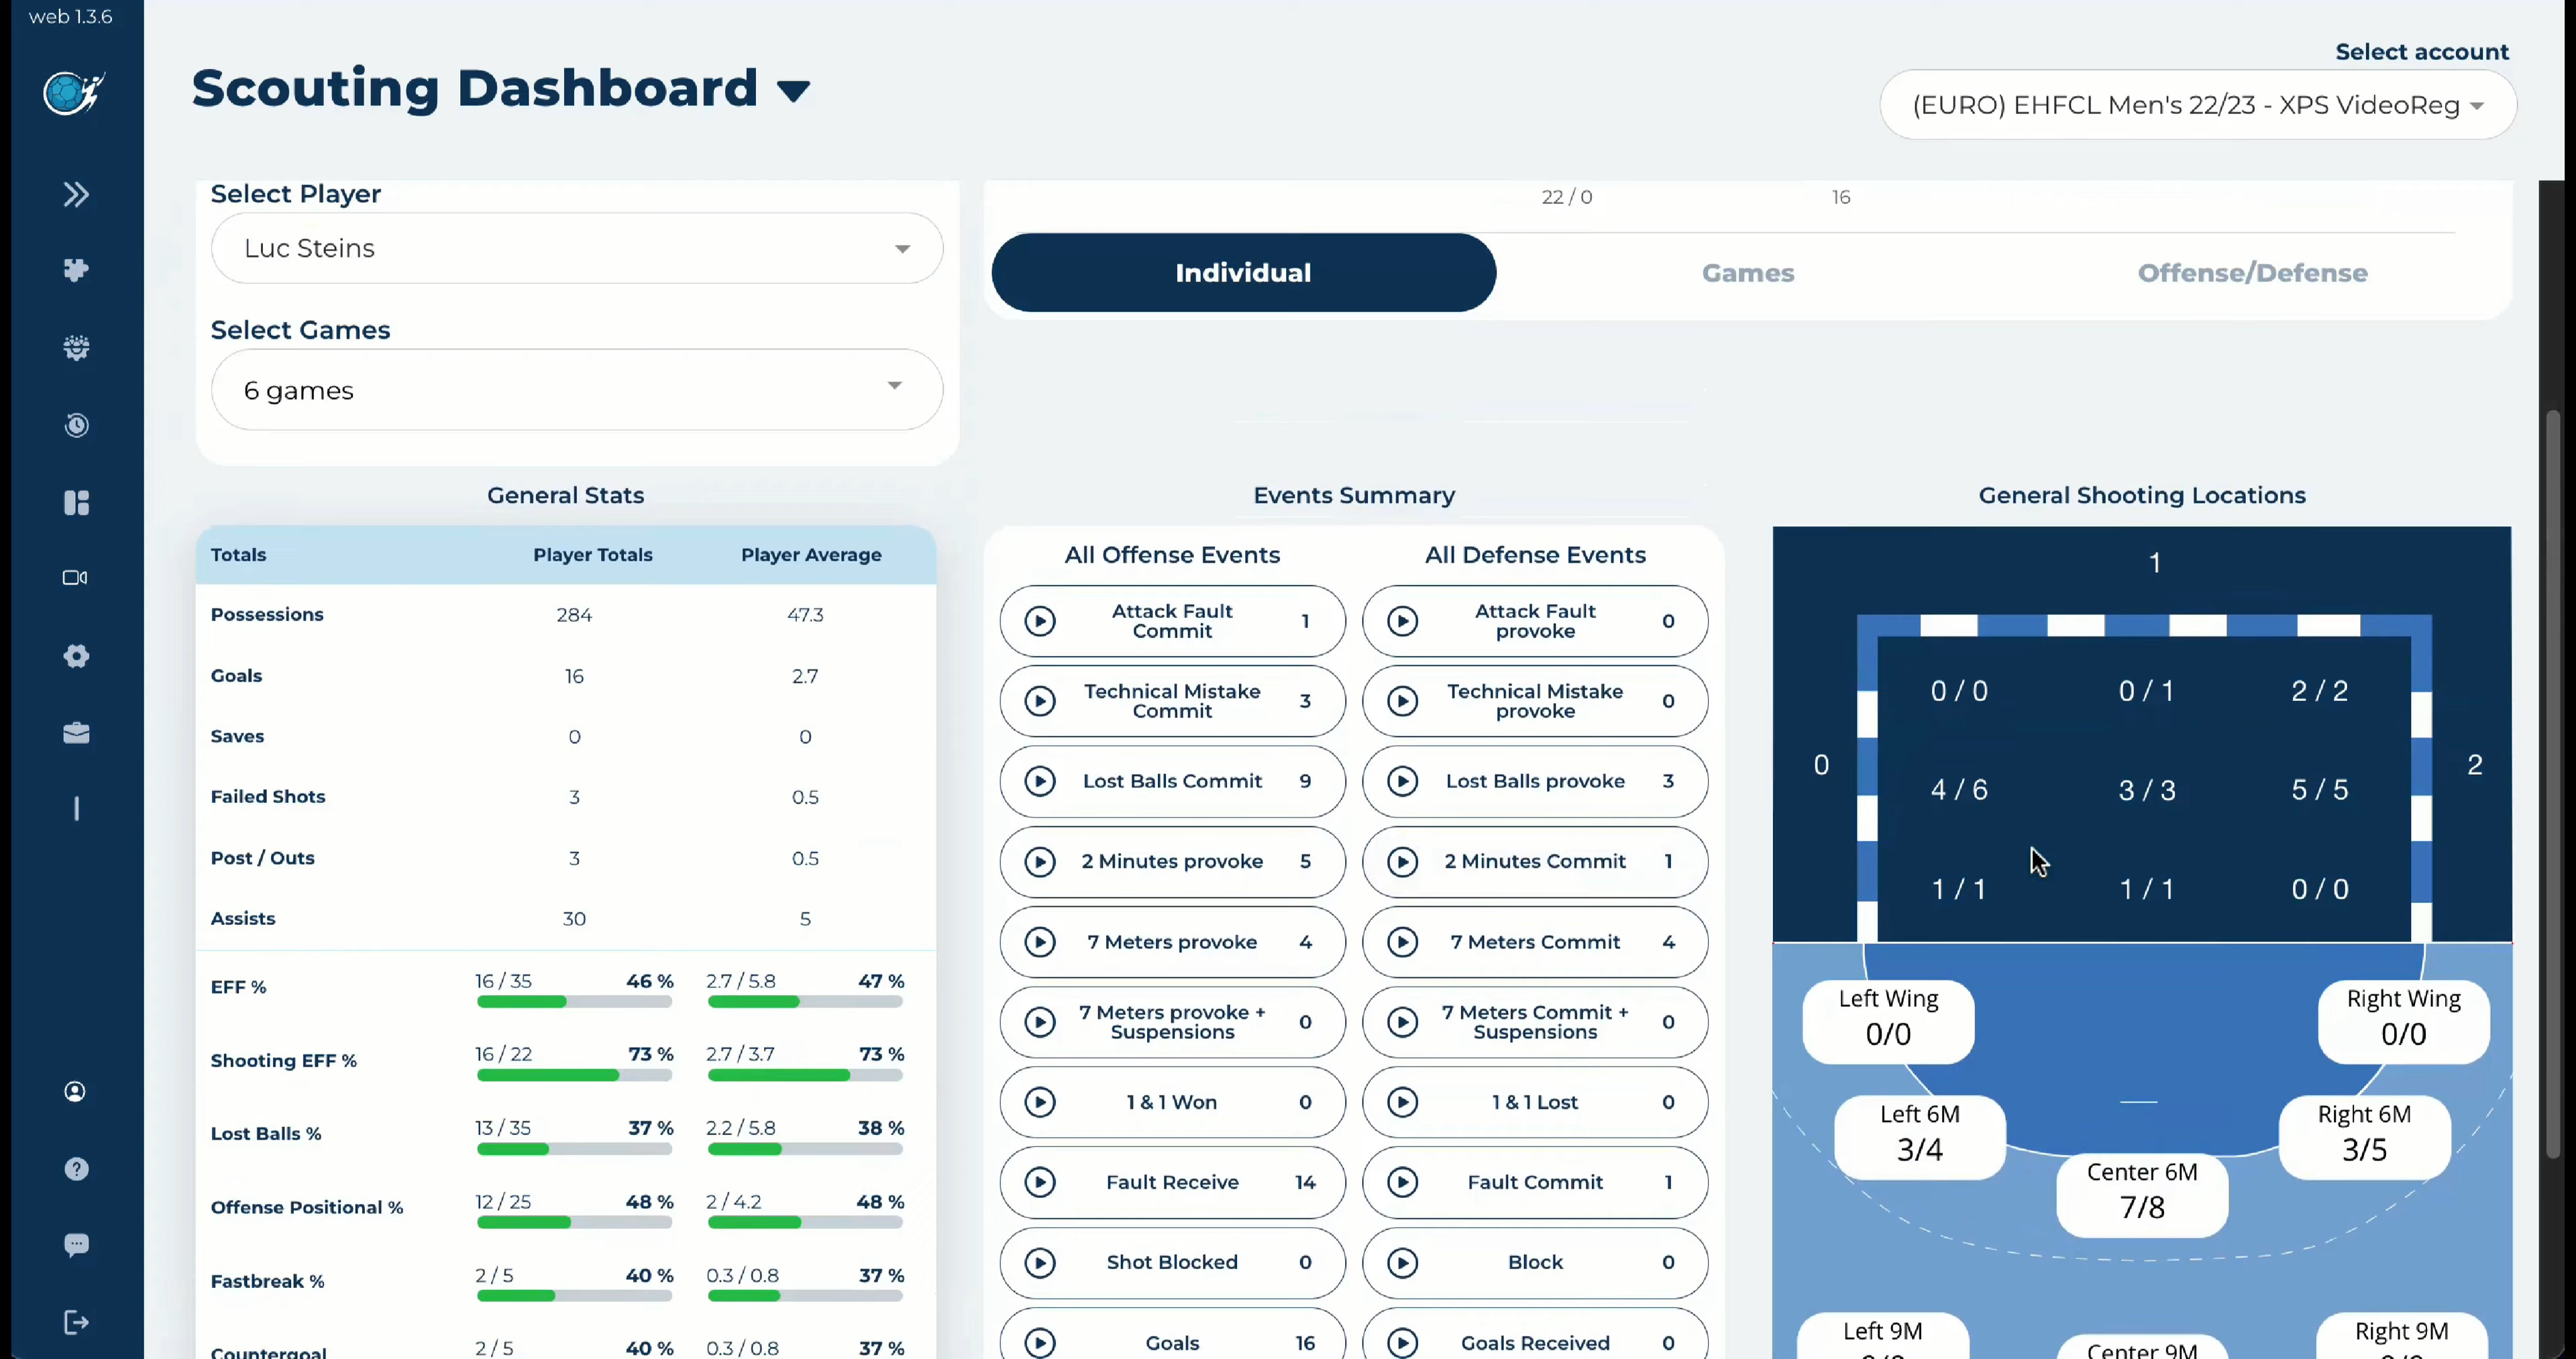 web 1.3.6
Scouting Dashboard
Select account
(EURO) EHFCL Men's 22/23 - XPS VideoReg
Select Player
Luc Steins
Select Games
6 games
22 / 0
16
Individual
Games
Offense/Defense
General Stats
Totals
Player Totals
Player Average
Possessions
284
47.3
Goals
16
2.7
Saves
0
0
Failed Shots
3
0.5
Post / Outs
3
0.5
Assists
30
5
EFF %
16 / 35
46 %
2.7 / 5.8
47 %
Shooting EFF %
16 / 22
73 %
2.7 / 3.7
73 %
Lost Balls %
13 / 35
37 %
2.2 / 5.8
38 %
Offense Positional %
12 / 25
48 %
2 / 4.2
48 %
Fastbreak %
2 / 5
40 %
0.3 / 0.8
37 %
Countergoal
2 / 5
40 %
0.3 / 0.8
37 %
Events Summary
All Offense Events
All Defense Events
Attack Fault
Commit
1
Attack Fault
provoke
0
Technical Mistake
Commit
3
Technical Mistake
provoke
0
Lost Balls Commit
9
Lost Balls provoke
3
2 Minutes provoke
5
2 Minutes Commit
1
7 Meters provoke
4
7 Meters Commit
4
7 Meters provoke +
Suspensions
0
7 Meters Commit +
Suspensions
0
1 & 1 Won
0
1 & 1 Lost
0
Fault Receive
14
Fault Commit
1
Shot Blocked
0
Block
0
Goals
16
Goals Received
0
General Shooting Locations
1
0 / 0
0 / 1
2 / 2
0
2
4 / 6
3 / 3
5 / 5
1 / 1
1 / 1
0 / 0
Left Wing
0/0
Right Wing
0/0
Left 6M
3/4
Right 6M
3/5
Center 6M
7/8
Left 9M
Right 9M
Center 9M